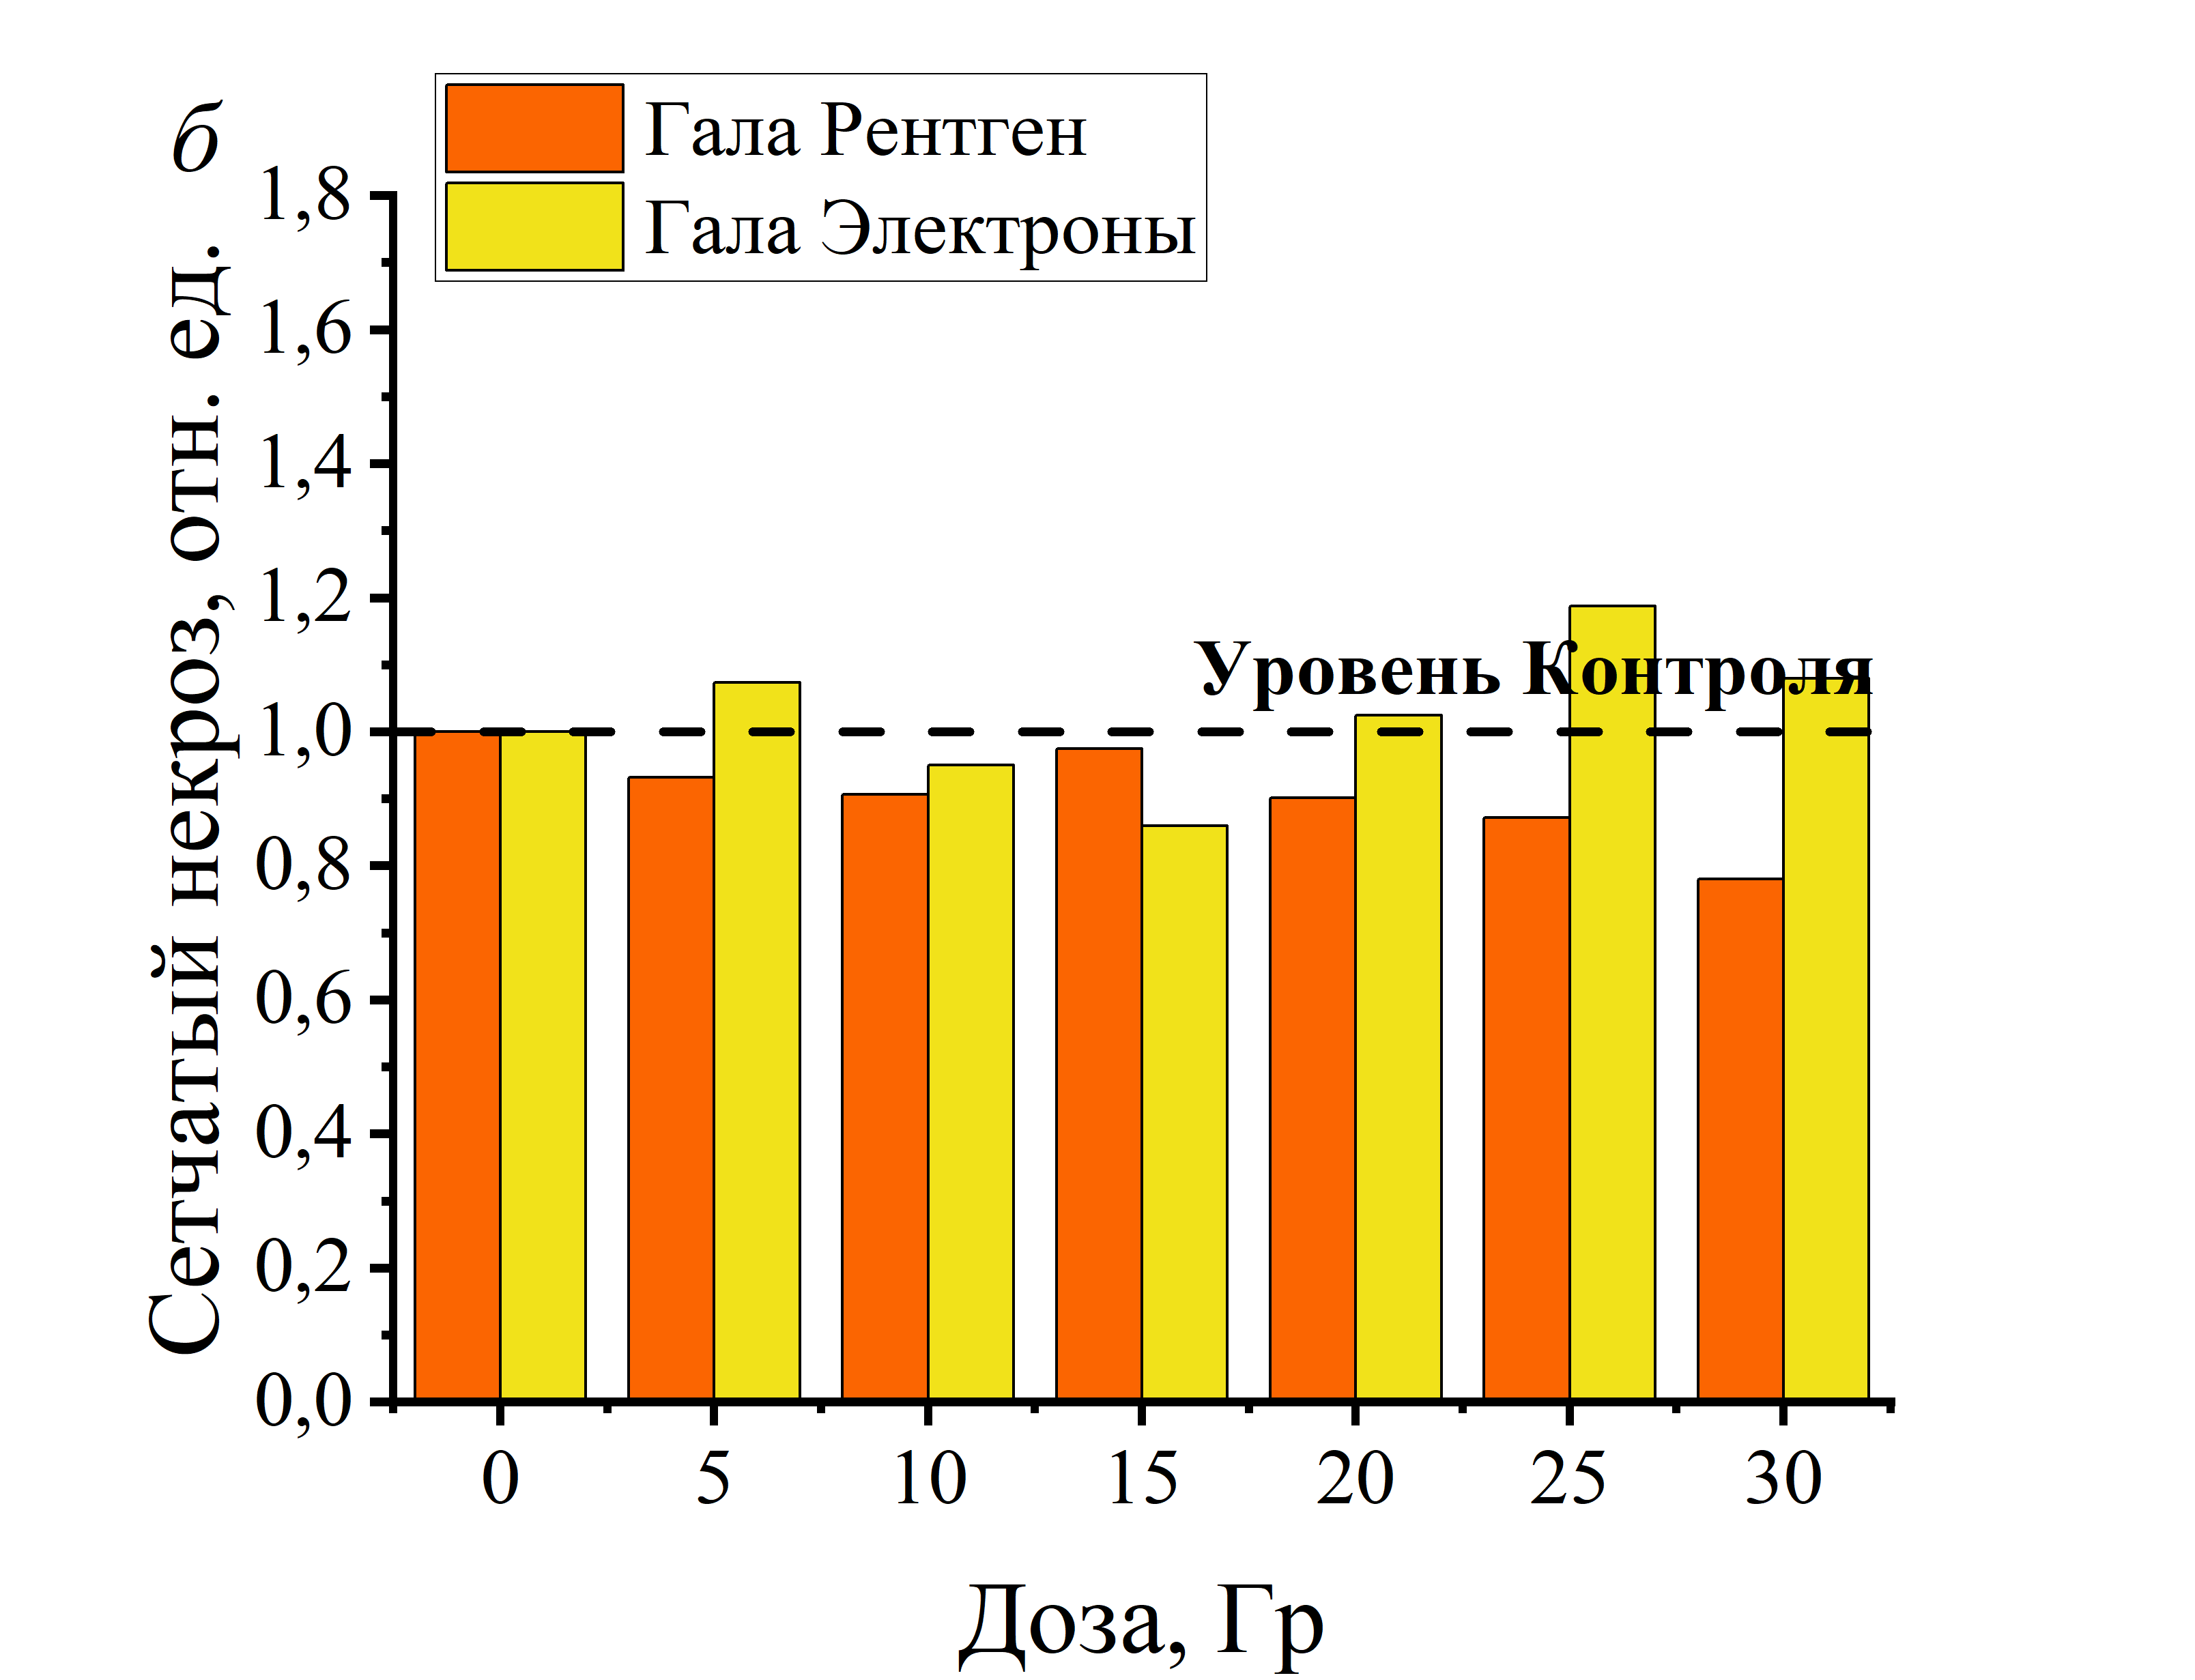 б
Гала Рентген
Гала Электроны
Сетчатый некроз, отн. ед.
1,8
1,6
1,4
1,2
1,0
0,8
0,6
0,4
0,2
0,0
Уровень Контроля
0 5 10 15 20 25 30
Доза, Гр